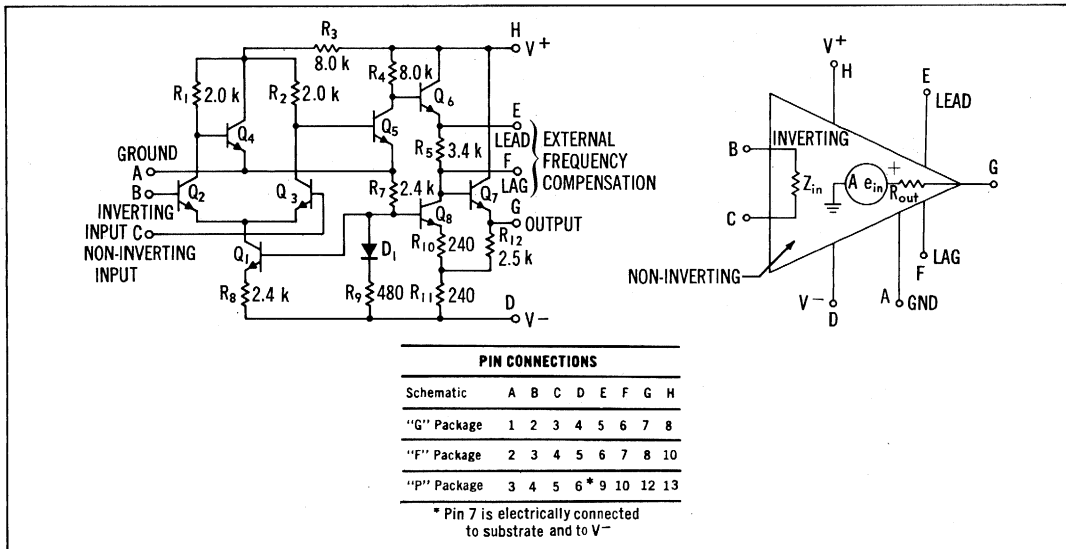 R3
8.0 k
H
V+
R4 8.0 k
R1 2.0 k
R2 2.0 k
Q6
Q4
Q5
E
LEAD
R5 3.4 k
F
LAG
EXTERNAL
FREQUENCY
COMPENSATION
GROUND
A
B
Q2
Q3
R7 2.4 k
Q7
G
OUTPUT
INVERTING
INPUT C
NON-INVERTING
INPUT
Q8
Q1
D1
R10 240
R12
2.5 k
R8 2.4 k
R9 480
R11 240
D
V−
V+
H
E
LEAD
INVERTING
B
Zin
C
A ein
+
Rout
G
NON-INVERTING
F LAG
V−
D
A GND
PIN CONNECTIONS
Schematic A B C D E F G H
"G" Package 1 2 3 4 5 6 7 8
"F" Package 2 3 4 5 6 7 8 10
"P" Package 3 4 5 6* 9 10 12 13
* Pin 7 is electrically connected
to substrate and to V−